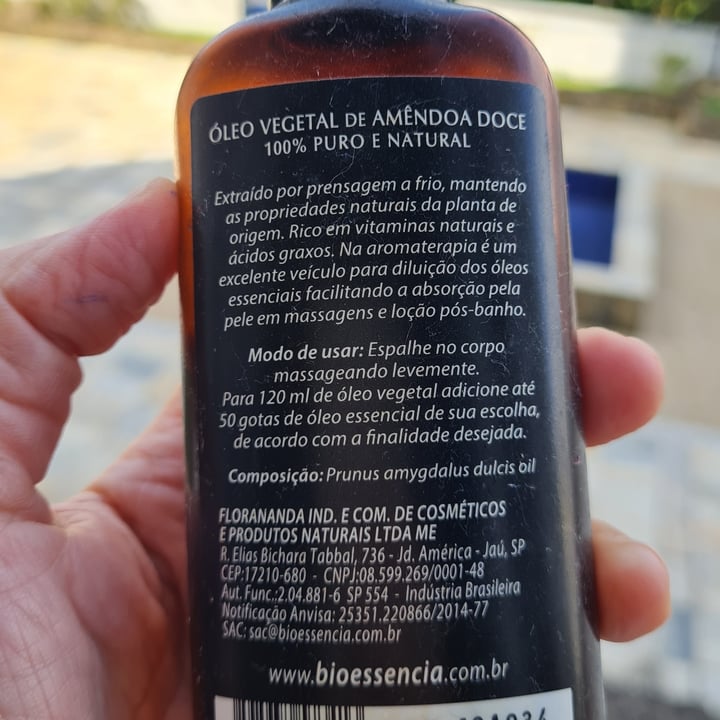 ÓLEO VEGETAL DE AMÊNDOA DOCE
100% PURO E NATURAL
Extraído por prensagem a frio, mantendo
as propriedades naturais da planta de
origem. Rico em vitaminas naturais e
ácidos graxos. Na aromaterapia é um
excelente veículo para diluição dos óleos
essenciais facilitando a absorção pela
pele em massagens e loção pós-banho.
Modo de usar: Espalhe no corpo
massageando levemente.
Para 120 ml de óleo vegetal adicione até
50 gotas de óleo essencial de sua escolha,
de acordo com a finalidade desejada.
Composição: Prunus amygdalus dulcis oil
FLORANANDA IND. E COM. DE COSMÉTICOS
E PRODUTOS NATURAIS LTDA ME
R. Elias Bichara Tabbal, 736 - Jd. América - Jaú, SP
CEP:17210-680 - CNPJ:08.599.269/0001-48
Aut. Func.:2.04.881-6 SP 554 - Indústria Brasileira
Notificação Anvisa: 25351.220866/2014-77
SAC: sac@bioessencia.com.br
www.bioessencia.com.br